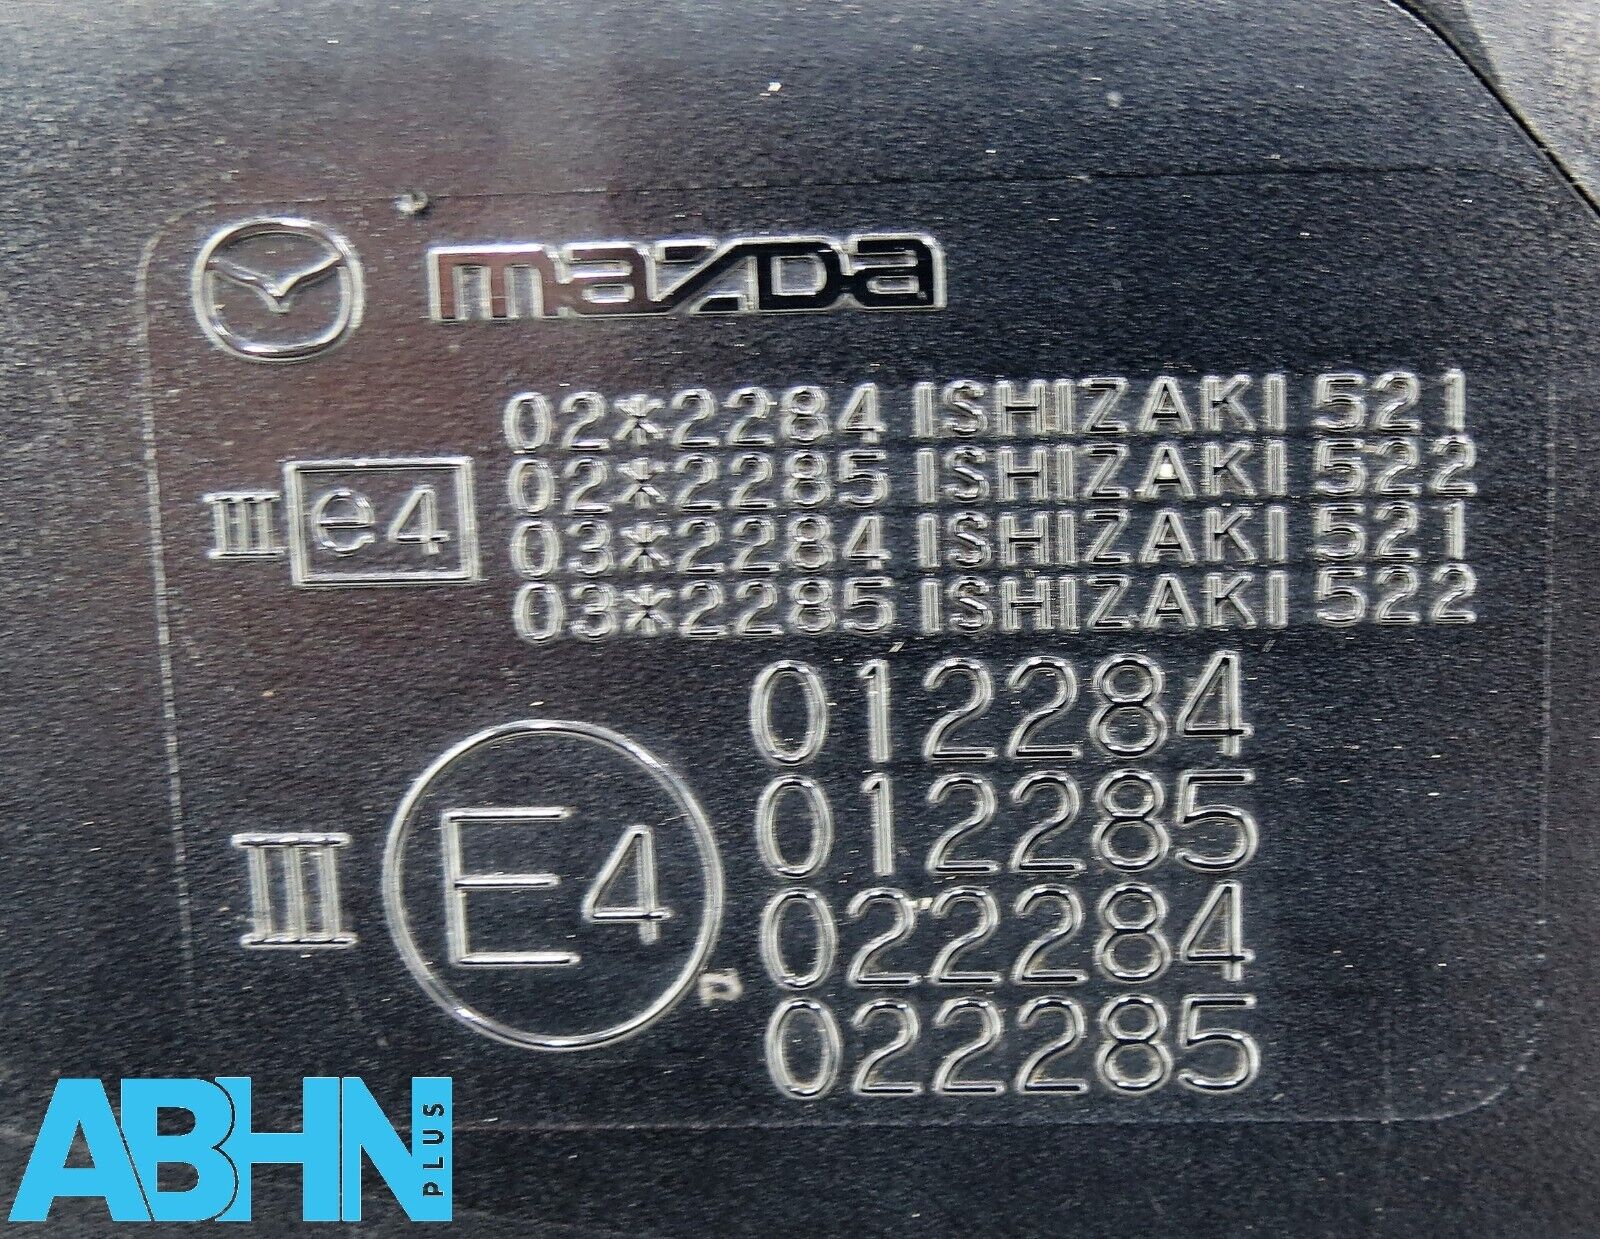 mazda
02*2284 ISHIZAKI 521
02*2285 ISHIZAKI 522
III e4
03*2284 ISHIZAKI 521
03*2285 ISHIZAKI 522
012284
012285
III E4
022284
022285
ABHN PLUS